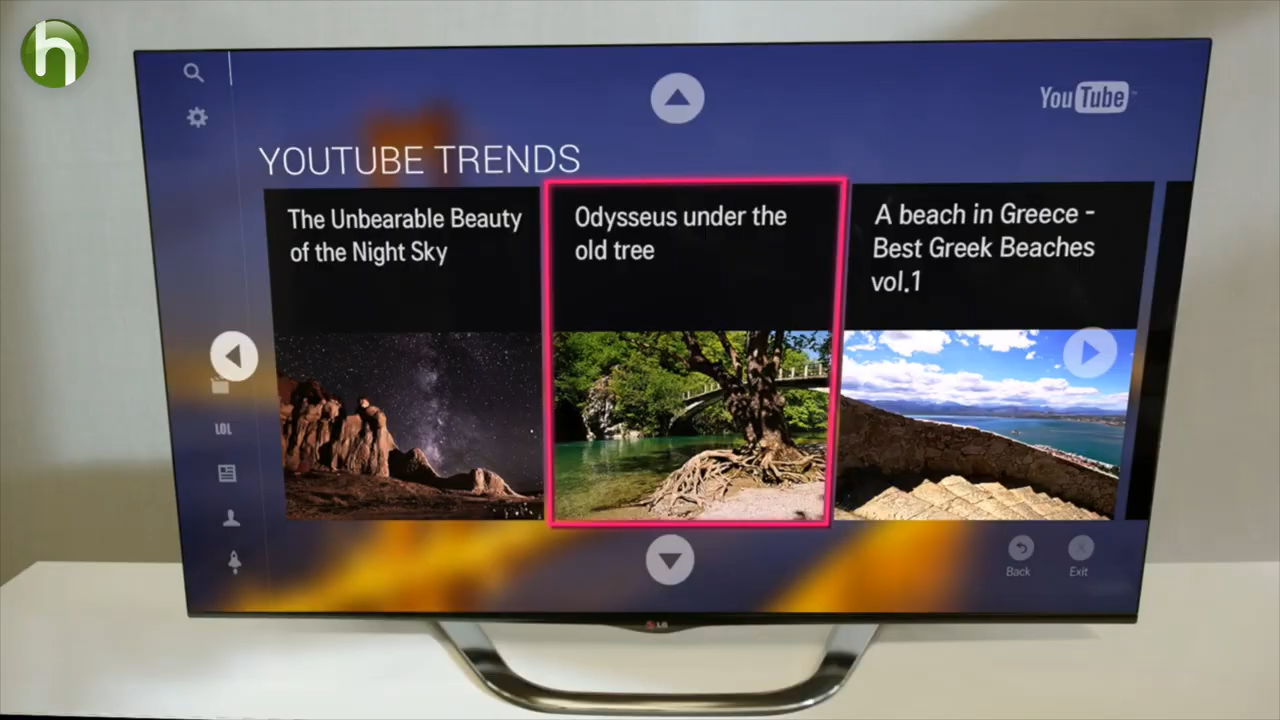 h
YouTube
YOUTUBE TRENDS
The Unbearable Beauty
of the Night Sky
Odysseus under the
old tree
A beach in Greece -
Best Greek Beaches
vol.1
LOL
Back
Exit
LG